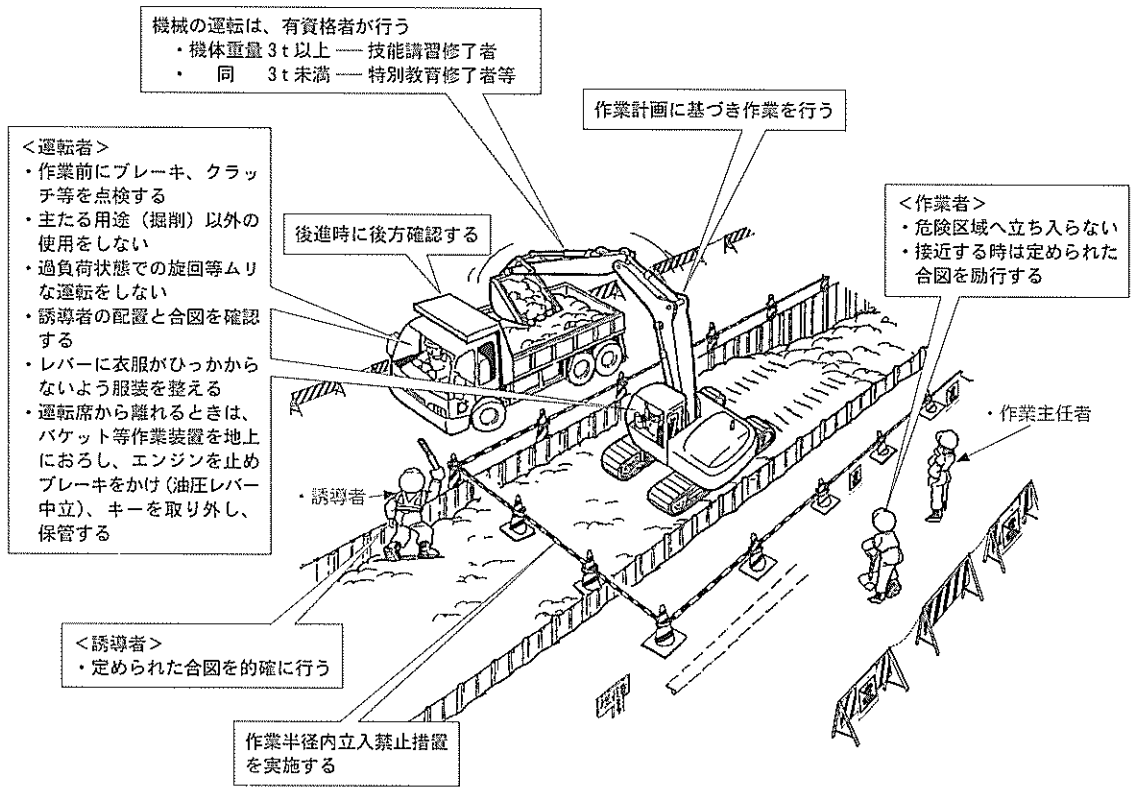 機械の運転は、有資格者が行う
・機体重量3t以上──技能講習修了者
・　同　3t未満──特別教育修了者等
作業計画に基づき作業を行う
＜運転者＞
・作業前にブレーキ、クラッ
チ等を点検する
・主たる用途（掘削）以外の
使用をしない
・過負荷状態での旋回等ムリ
な運転をしない
・誘導者の配置と合図を確認
する
・レバーに衣服がひっかから
ないよう服装を整える
・運転席から離れるときは、
バケット等作業装置を地上
におろし、エンジンを止め
ブレーキをかけ（油圧レバー
中立）、キーを取り外し、
保管する
後進時に後方確認する
＜作業者＞
・危険区域へ立ち入らない
・接近する時は定められた
合図を励行する
・作業主任者
・誘導者
＜誘導者＞
・定められた合図を的確に行う
作業半径内立入禁止措置
を実施する